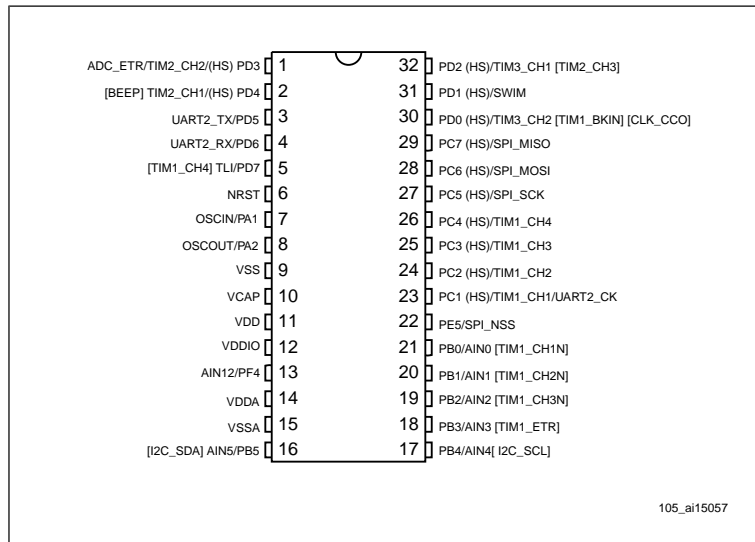 ADC_ETR/TIM2_CH2/(HS) PD3 1 32 PD2 (HS)/TIM3_CH1 [TIM2_CH3]
[BEEP] TIM2_CH1/(HS) PD4 2 31 PD1 (HS)/SWIM
UART2_TX/PD5 3 30 PD0 (HS)/TIM3_CH2 [TIM1_BKIN] [CLK_CCO]
UART2_RX/PD6 4 29 PC7 (HS)/SPI_MISO
[TIM1_CH4] TLI/PD7 5 28 PC6 (HS)/SPI_MOSI
NRST 6 27 PC5 (HS)/SPI_SCK
OSCIN/PA1 7 26 PC4 (HS)/TIM1_CH4
OSCOUT/PA2 8 25 PC3 (HS)/TIM1_CH3
VSS 9 24 PC2 (HS)/TIM1_CH2
VCAP 10 23 PC1 (HS)/TIM1_CH1/UART2_CK
VDD 11 22 PE5/SPI_NSS
VDDIO 12 21 PB0/AIN0 [TIM1_CH1N]
AIN12/PF4 13 20 PB1/AIN1 [TIM1_CH2N]
VDDA 14 19 PB2/AIN2 [TIM1_CH3N]
VSSA 15 18 PB3/AIN3 [TIM1_ETR]
[I2C_SDA] AIN5/PB5 16 17 PB4/AIN4[ I2C_SCL]
105_ai15057